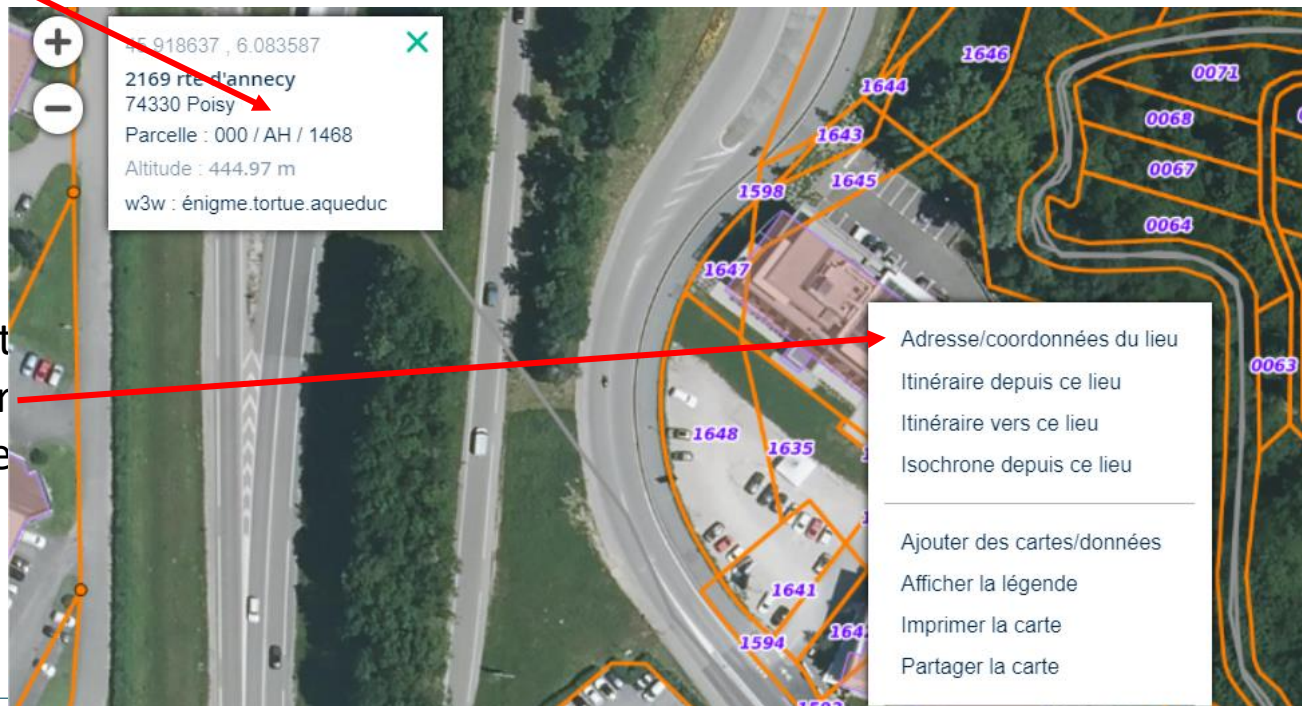 45.918637 , 6.083587
2169 rte d'annecy
74330 Poisy
Parcelle : 000 / AH / 1468
Altitude : 444.97 m
w3w : énigme.tortue.aqueduc
1646
1644
0071
0068
1643
0067
1645
1598
0064
1647
Adresse/coordonnées du lieu
Itinéraire depuis ce lieu
0063
Itinéraire vers ce lieu
1648
1635
Isochrone depuis ce lieu
Ajouter des cartes/données
Afficher la légende
1641
Imprimer la carte
1594
Partager la carte